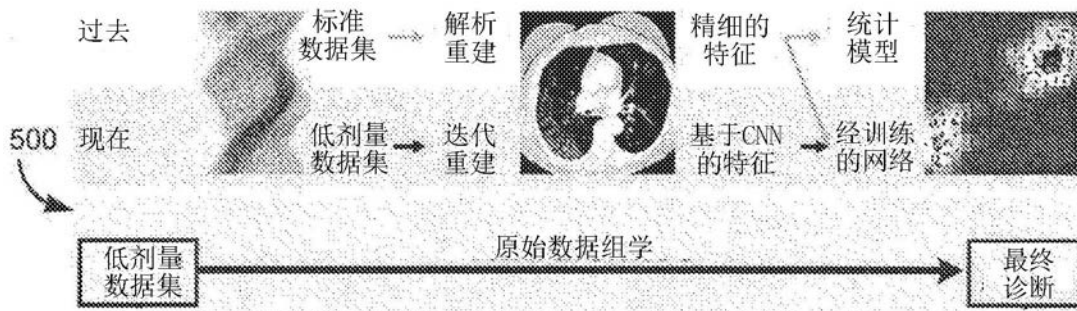 过去
标准
数据集
解析
重建
精细的
特征
统计
模型
500
现在
低剂量
数据集
迭代
重建
基于CNN
的特征
经训练
的网络
原始数据组学
低剂量
数据集
最终
诊断